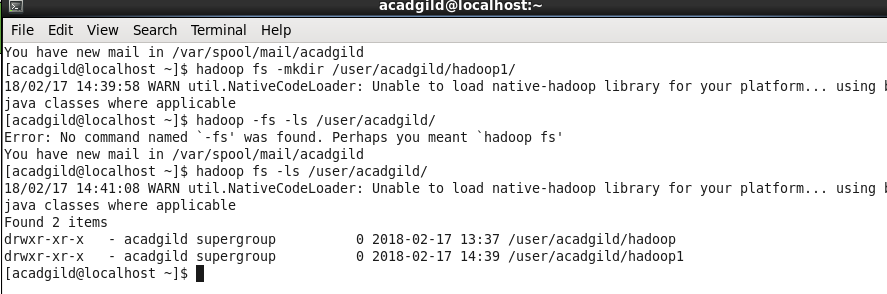 acadgild@localhost:~
File Edit View Search Terminal Help
You have new mail in /var/spool/mail/acadgild
[acadgild@localhost ~]$ hadoop fs -mkdir /user/acadgild/hadoop1/
18/02/17 14:39:58 WARN util.NativeCodeLoader: Unable to load native-hadoop library for your platform... using
java classes where applicable
[acadgild@localhost ~]$ hadoop -fs -ls /user/acadgild/
Error: No command named `-fs' was found. Perhaps you meant `hadoop fs'
You have new mail in /var/spool/mail/acadgild
[acadgild@localhost ~]$ hadoop fs -ls /user/acadgild/
18/02/17 14:41:08 WARN util.NativeCodeLoader: Unable to load native-hadoop library for your platform... using
java classes where applicable
Found 2 items
drwxr-xr-x   - acadgild supergroup          0 2018-02-17 13:37 /user/acadgild/hadoop
drwxr-xr-x   - acadgild supergroup          0 2018-02-17 14:39 /user/acadgild/hadoop1
[acadgild@localhost ~]$